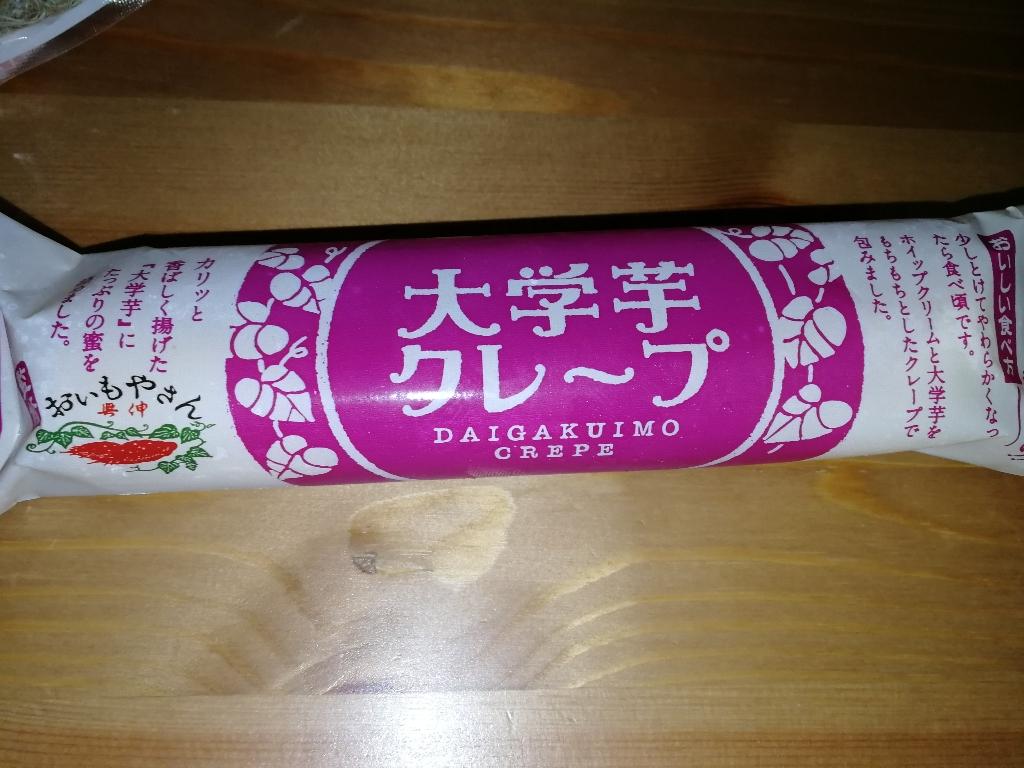 大学芋
クレープ
DAIGAKUIMO
CREPE
おいしい食べ方
少しとけてやわらかくなっ
たら食べ頃です。
ホイップクリームと大学芋を
もちもちとしたクレープで
包みました。
カリッと
香ばしく揚げた
『大学芋』に
たっぷりの蜜を
ました。
おいもやさん
興伸